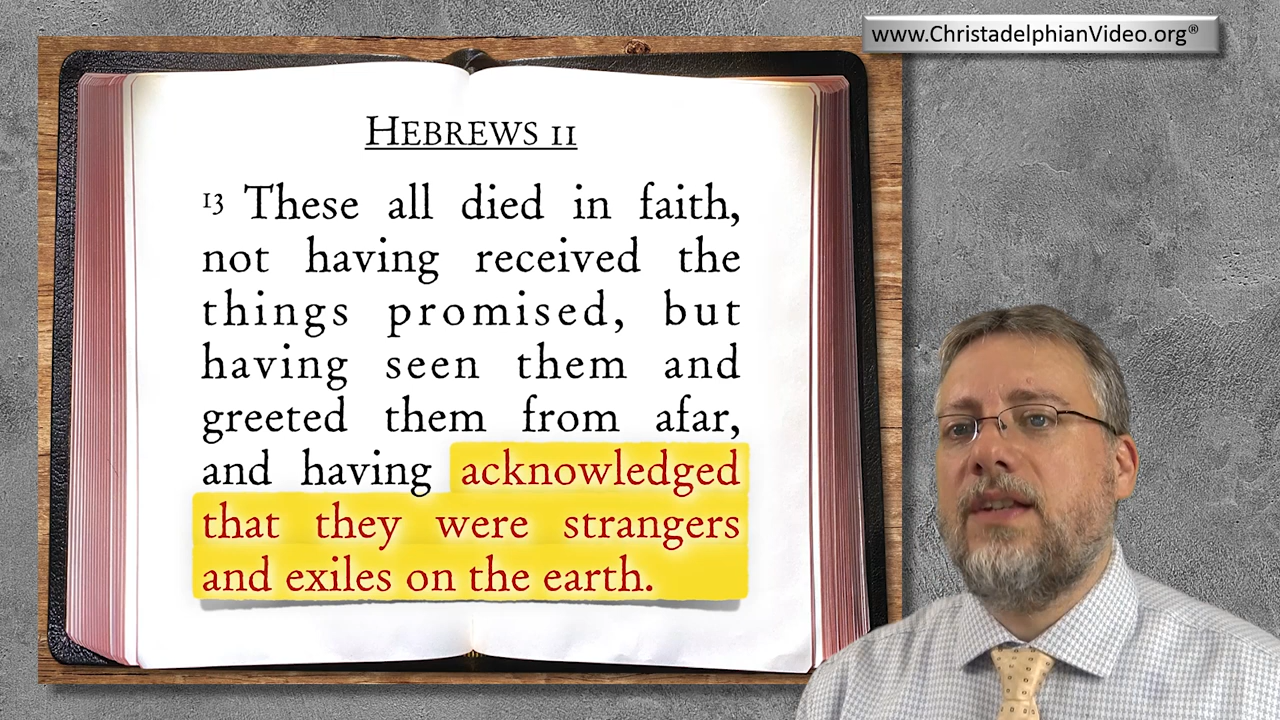 www.ChristadelphianVideo.org®
HEBREWS 11
13 These all died in faith,
not having received the
things promised, but
having seen them and
greeted them from afar,
and having acknowledged
that they were strangers
and exiles on the earth.